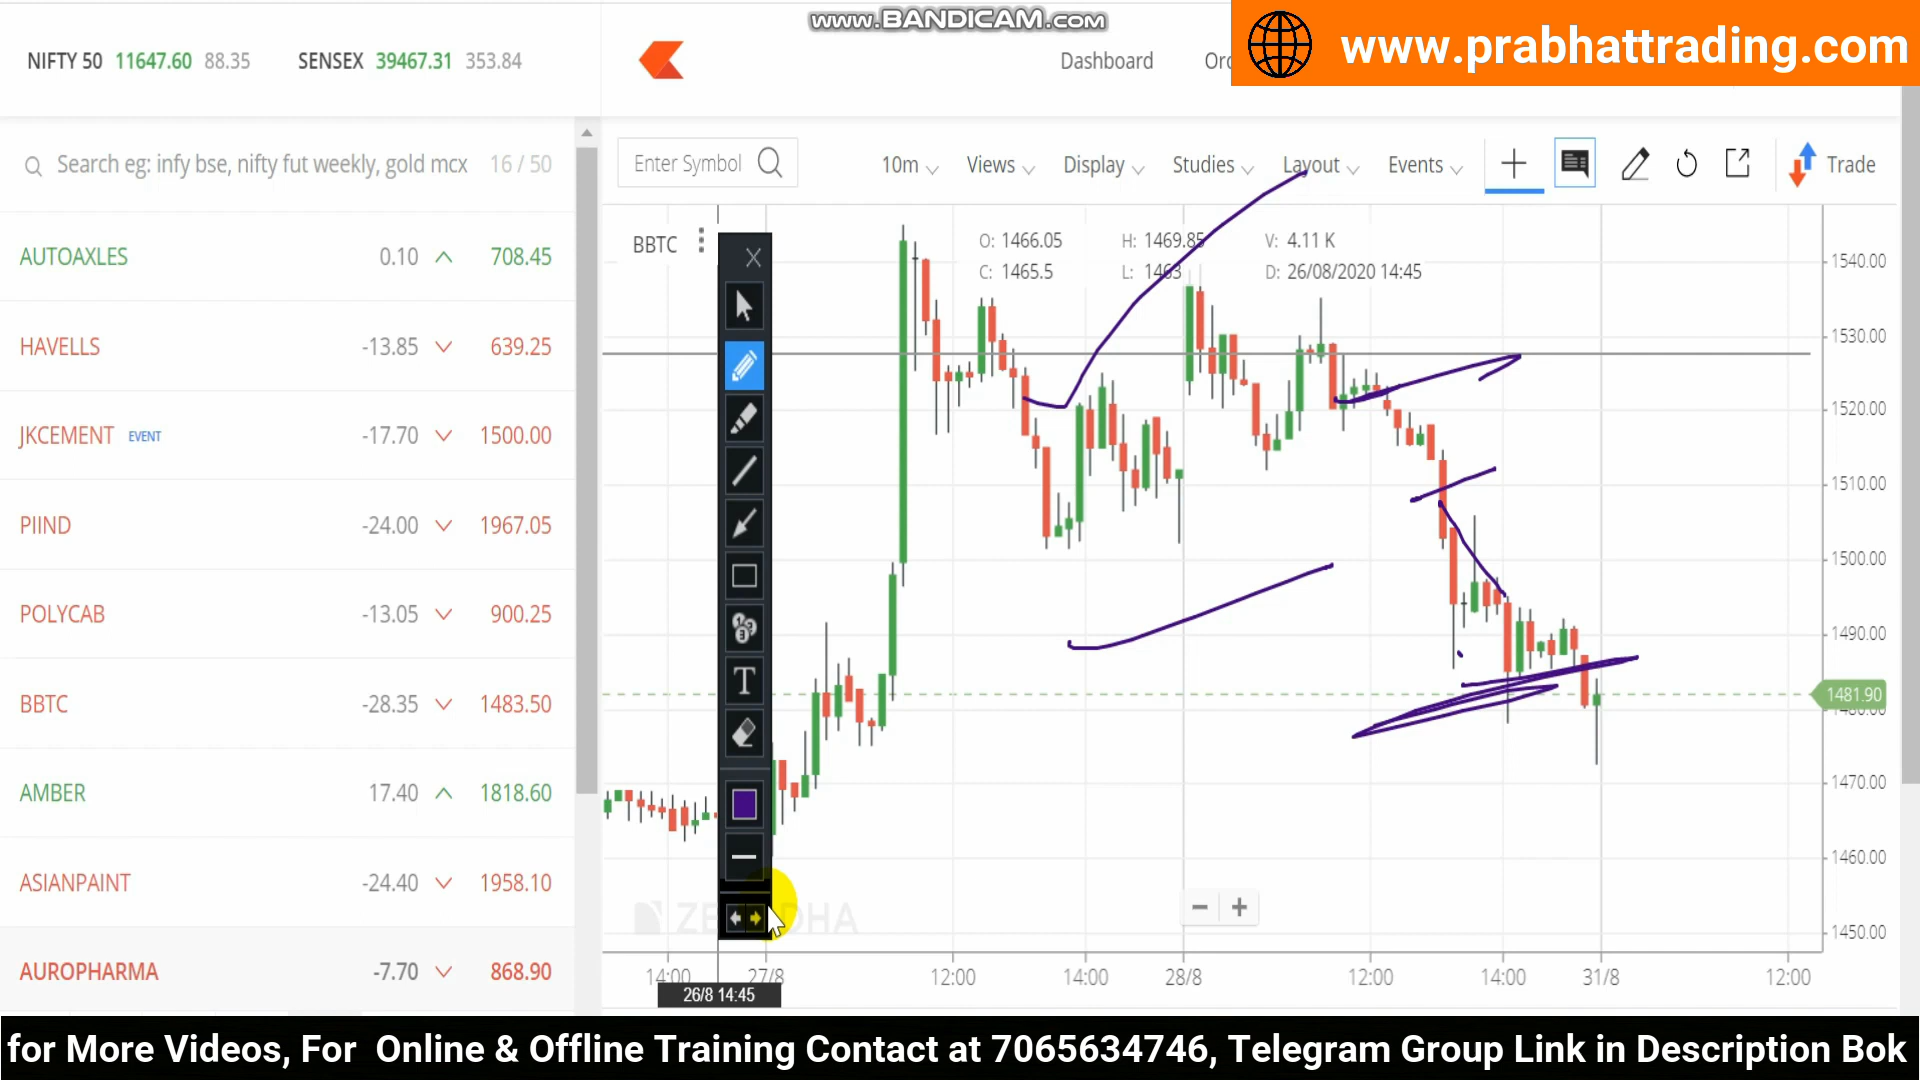 www.BANDICAM.com
www.prabhattrading.com
NIFTY 50 11647.60 88.35 SENSEX 39467.31 353.84
Dashboard
Search eg: infy bse, nifty fut weekly, gold mcx 16 / 50
Enter Symbol 10m Views Display Studies Layout Events Trade
BBTC
O: 1466.05 H: 1469.85 V: 4.11 K
C: 1465.5 L: 1463 D: 26/08/2020 14:45
AUTOAXLES 0.10 708.45
HAVELLS -13.85 639.25
JKCEMENT EVENT -17.70 1500.00
PIIND -24.00 1967.05
POLYCAB -13.05 900.25
BBTC -28.35 1483.50
AMBER 17.40 1818.60
ASIANPAINT -24.40 1958.10
AUROPHARMA -7.70 868.90
T
1540.00
1530.00
1520.00
1510.00
1500.00
1490.00
1481.90
1480.00
1470.00
1460.00
1450.00
14:00 27/8 12:00 14:00 28/8 12:00 14:00 31/8 12:00
26/8 14:45
for More Videos, For Online & Offline Training Contact at 7065634746, Telegram Group Link in Description Bok